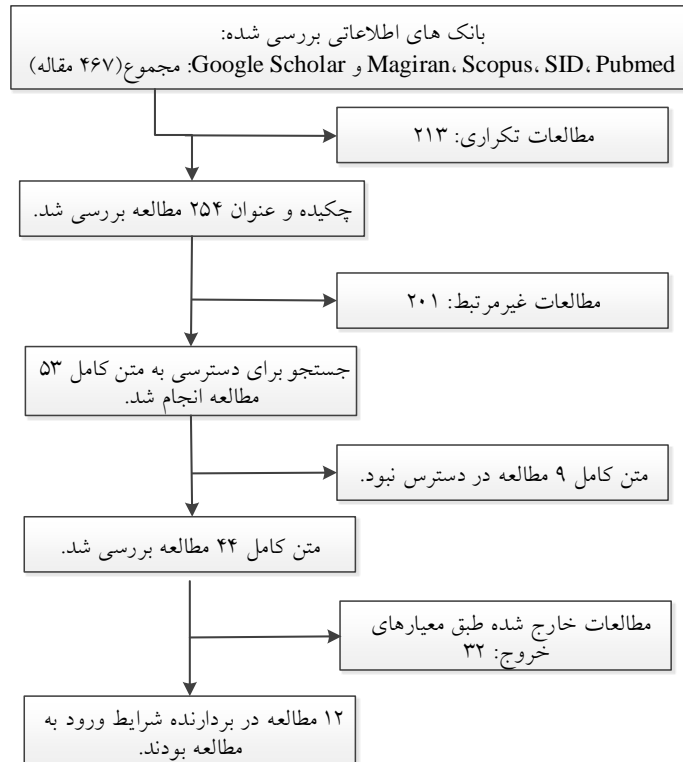 بانک های اطلاعاتی بررسی شده:
Magiran، Scopus، SID، Pubmed و Google Scholar: مجموع(۴۶۷ مقاله)
مطالعات تکراری: ۲۱۳
چکیده و عنوان ۲۵۴ مطالعه بررسی شد.
مطالعات غیرمرتبط: ۲۰۱
جستجو برای دسترسی به متن کامل ۵۳
مطالعه انجام شد.
متن کامل ۹ مطالعه در دسترس نبود.
متن کامل ۴۴ مطالعه بررسی شد.
مطالعات خارج شده طبق معیارهای
خروج: ۳۲
۱۲ مطالعه در بردارنده شرایط ورود به
مطالعه بودند.